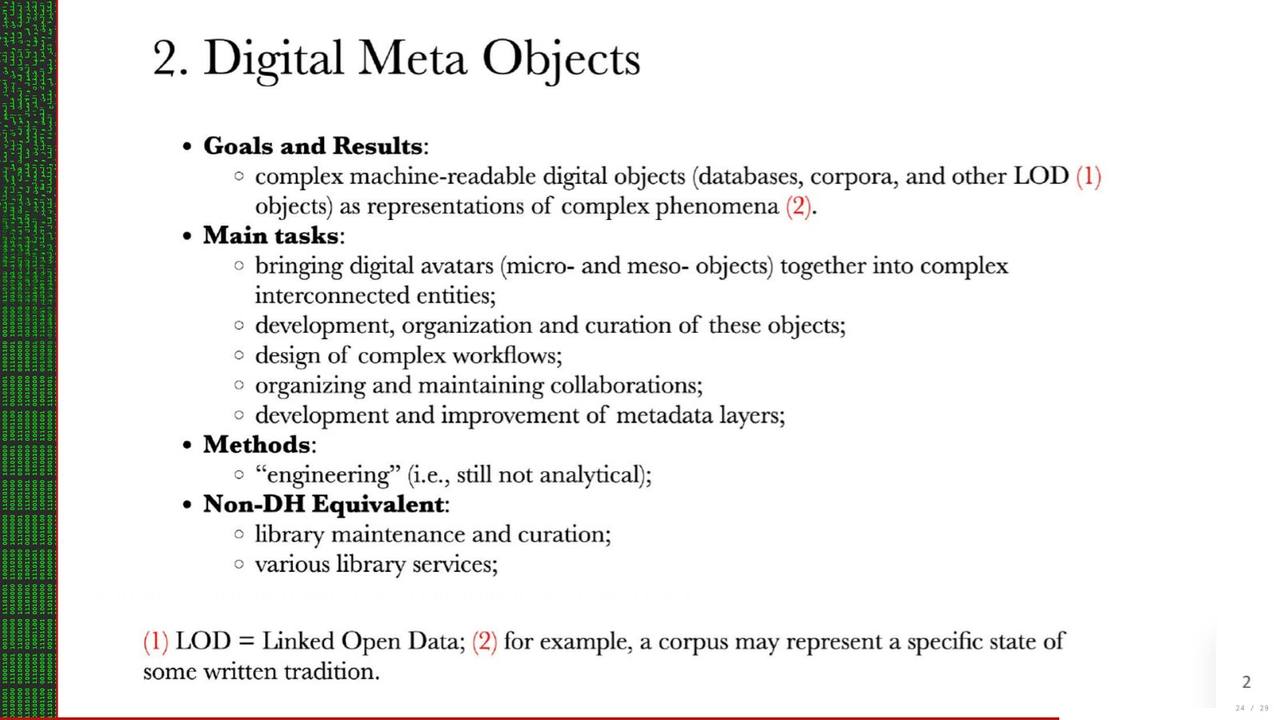 2. Digital Meta Objects
• Goals and Results:
○ complex machine-readable digital objects (databases, corpora, and other LOD (1)
objects) as representations of complex phenomena (2).
• Main tasks:
○ bringing digital avatars (micro- and meso- objects) together into complex
interconnected entities;
○ development, organization and curation of these objects;
○ design of complex workflows;
○ organizing and maintaining collaborations;
○ development and improvement of metadata layers;
• Methods:
○ “engineering” (i.e., still not analytical);
• Non-DH Equivalent:
○ library maintenance and curation;
○ various library services;
(1) LOD = Linked Open Data; (2) for example, a corpus may represent a specific state of
some written tradition.
2
24 / 29